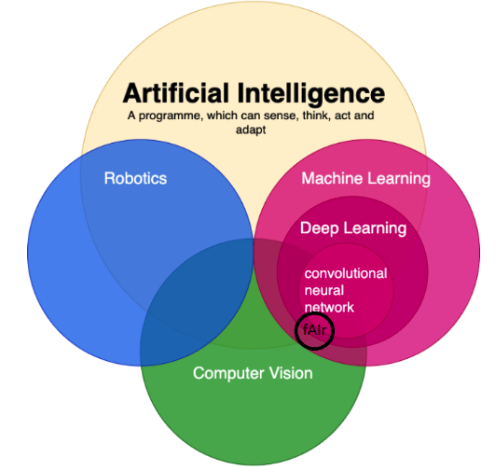 Artificial Intelligence
A programme, which can sense, think, act and
adapt
Robotics
Machine Learning
Deep Learning
convolutional
neural
network
fAIr
Computer Vision